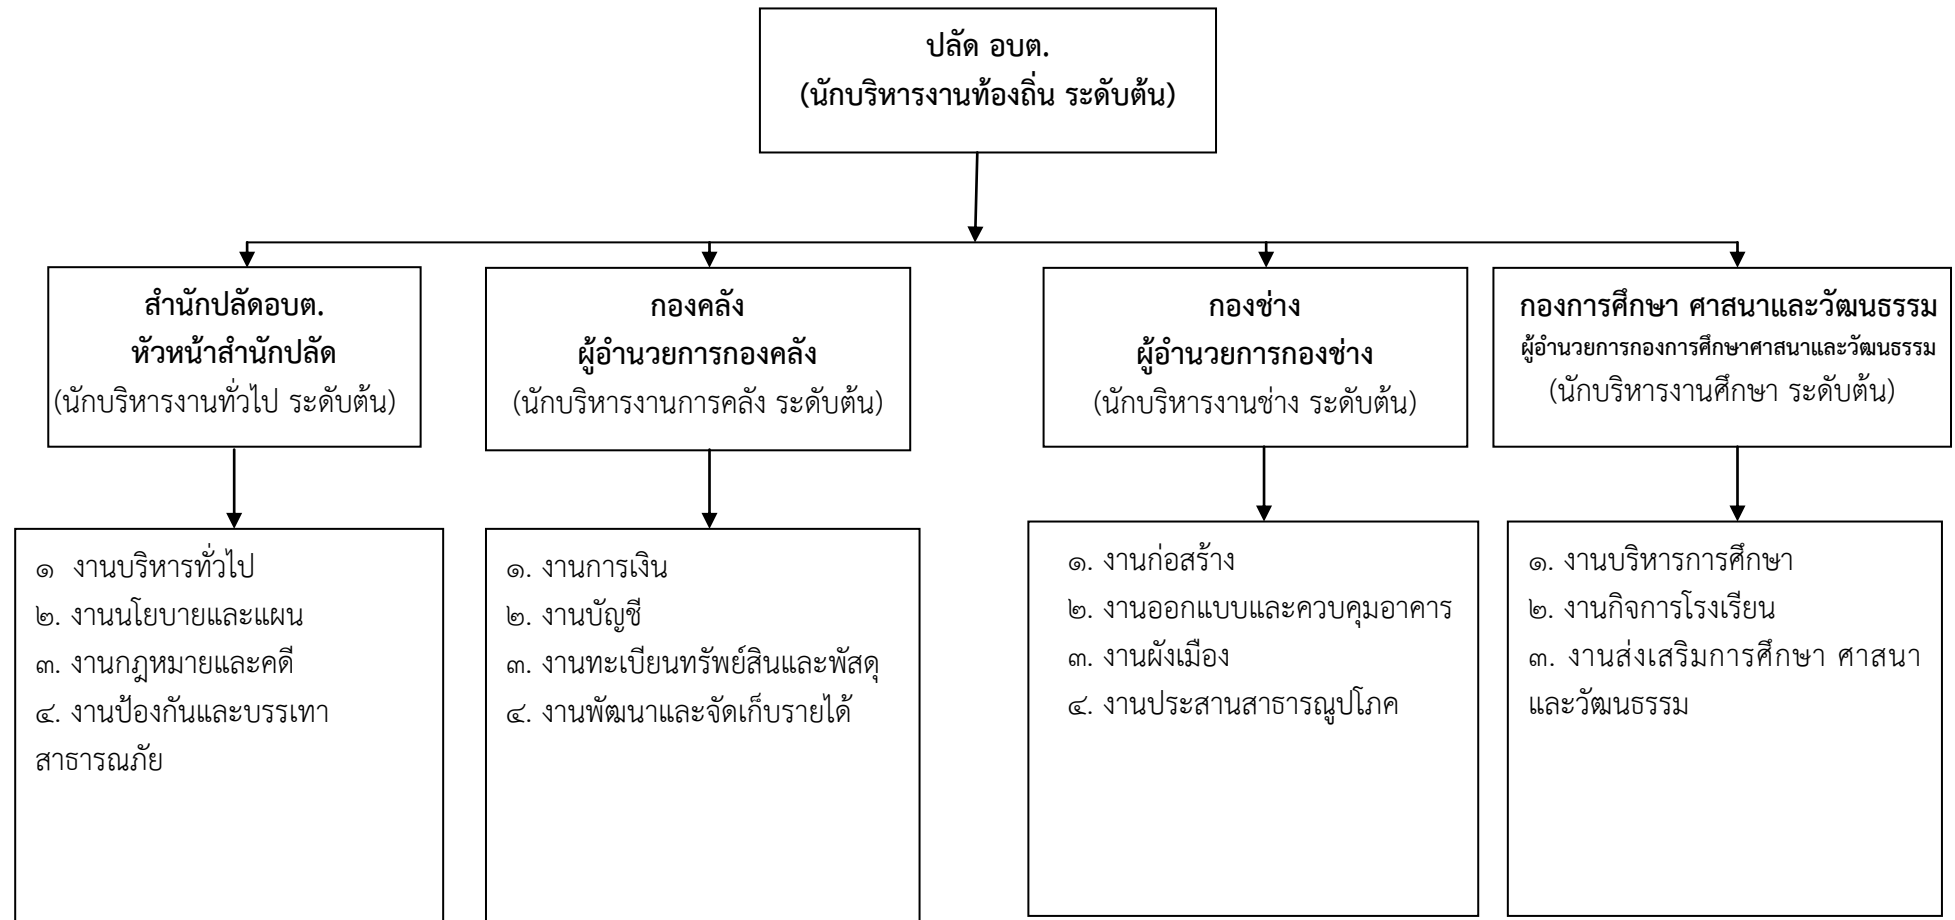 ปลัด อบต.
(นักบริหารงานท้องถิ่น ระดับต้น)
สำนักปลัดอบต.
หัวหน้าสำนักปลัด
(นักบริหารงานทั่วไป ระดับต้น)
กองคลัง
ผู้อำนวยการกองคลัง
(นักบริหารงานการคลัง ระดับต้น)
กองช่าง
ผู้อำนวยการกองช่าง
(นักบริหารงานช่าง ระดับต้น)
กองการศึกษา ศาสนาและวัฒนธรรม
ผู้อำนวยการกองการศึกษาศาสนาและวัฒนธรรม
(นักบริหารงานศึกษา ระดับต้น)
๑ งานบริหารทั่วไป
๒. งานนโยบายและแผน
๓. งานกฎหมายและคดี
๔. งานป้องกันและบรรเทา
สาธารณภัย
๑. งานการเงิน
๒. งานบัญชี
๓. งานทะเบียนทรัพย์สินและพัสดุ
๔. งานพัฒนาและจัดเก็บรายได้
๑. งานก่อสร้าง
๒. งานออกแบบและควบคุมอาคาร
๓. งานผังเมือง
๔. งานประสานสาธารณูปโภค
๑. งานบริหารการศึกษา
๒. งานกิจการโรงเรียน
๓. งานส่งเสริมการศึกษา ศาสนา
และวัฒนธรรม